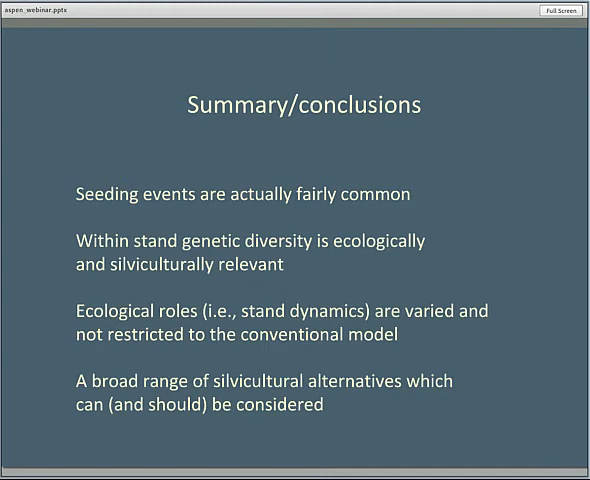 aspen_webinar.pptx
Full Screen
Summary/conclusions
Seeding events are actually fairly common
Within stand genetic diversity is ecologically
and silviculturally relevant
Ecological roles (i.e., stand dynamics) are varied and
not restricted to the conventional model
A broad range of silvicultural alternatives which
can (and should) be considered